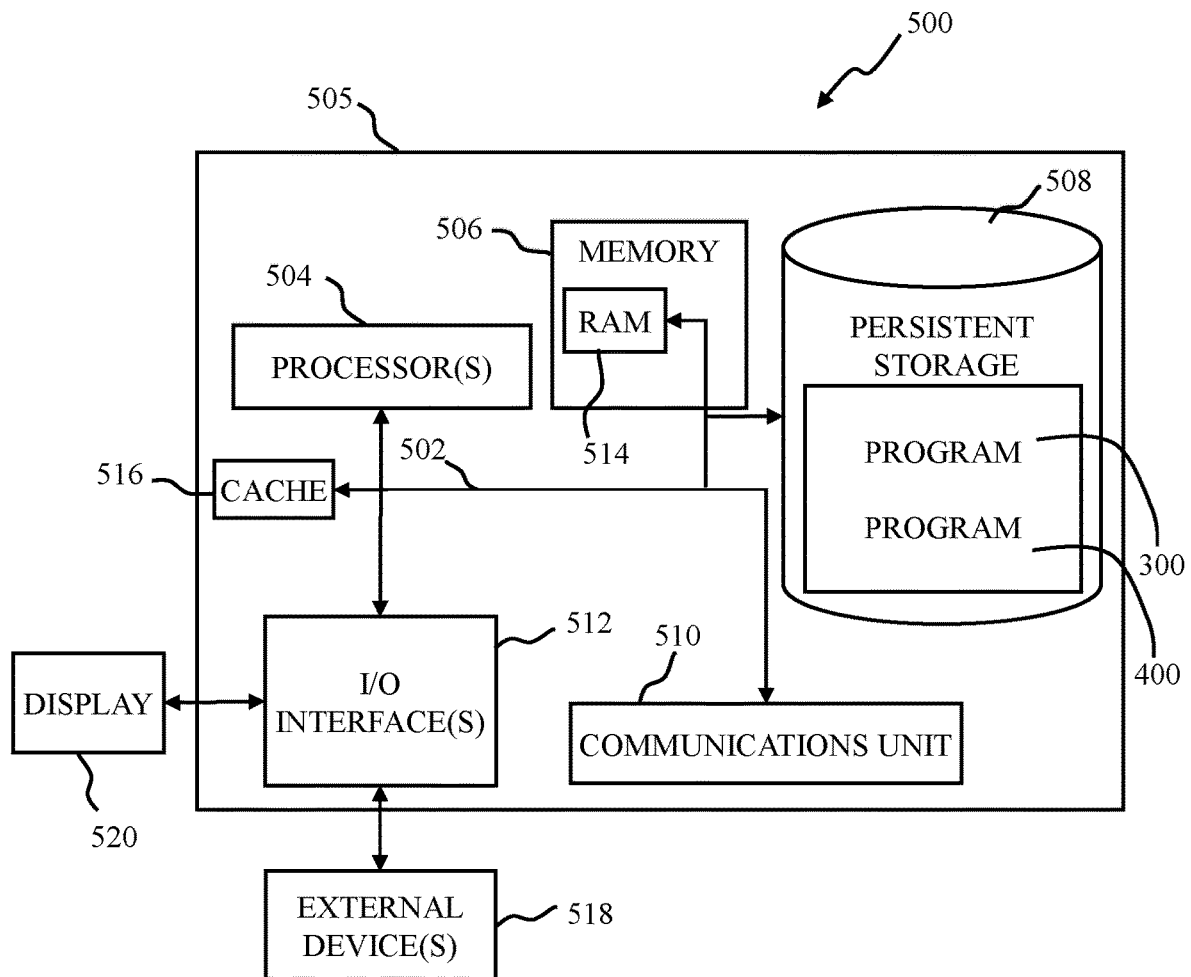 500
505
508
506
MEMORY
504
RAM
PERSISTENT
STORAGE
PROCESSOR(S)
514
502
PROGRAM
516
CACHE
PROGRAM
300
512
510
400
DISPLAY
I/O
INTERFACE(S)
COMMUNICATIONS UNIT
520
EXTERNAL
DEVICE(S)
518